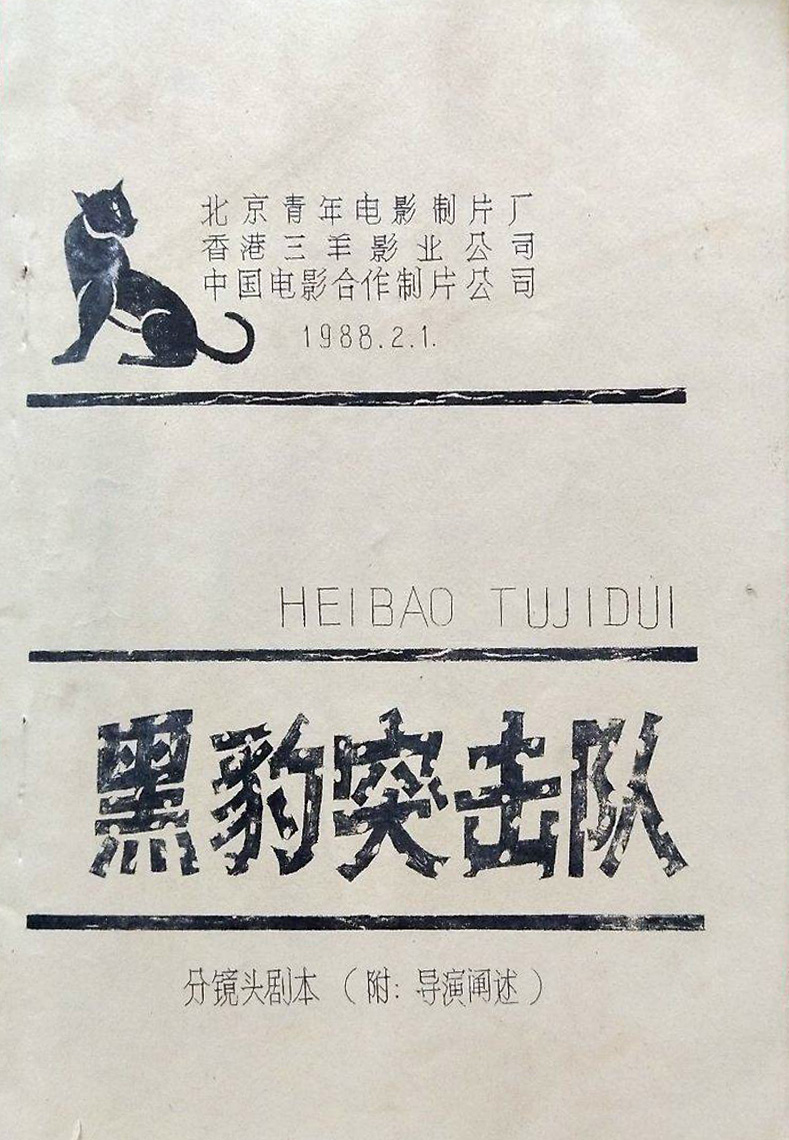 北京青年电影制片厂
香港三羊影业公司
中国电影合作制片公司
1988.2.1.
HEIBAO TUJIDUI
黑豹突击队
分镜头剧本（附：导演阐述）